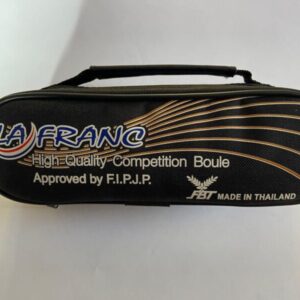 LA FRANC
High Quality Competition Boule
Approved by F.I.P.J.P.
FBT MADE IN THAILAND